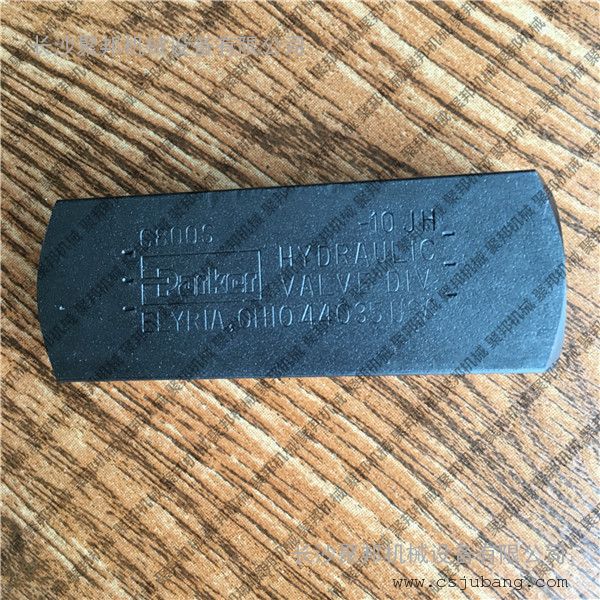 长沙聚邦机械设备有限公司
C800S -10 JH
Parker HYDRAULIC
VALVE DIV.
ELYRIA, OHIO 44035 USA
长沙聚邦机械设备有限公司
www.csjubang.com